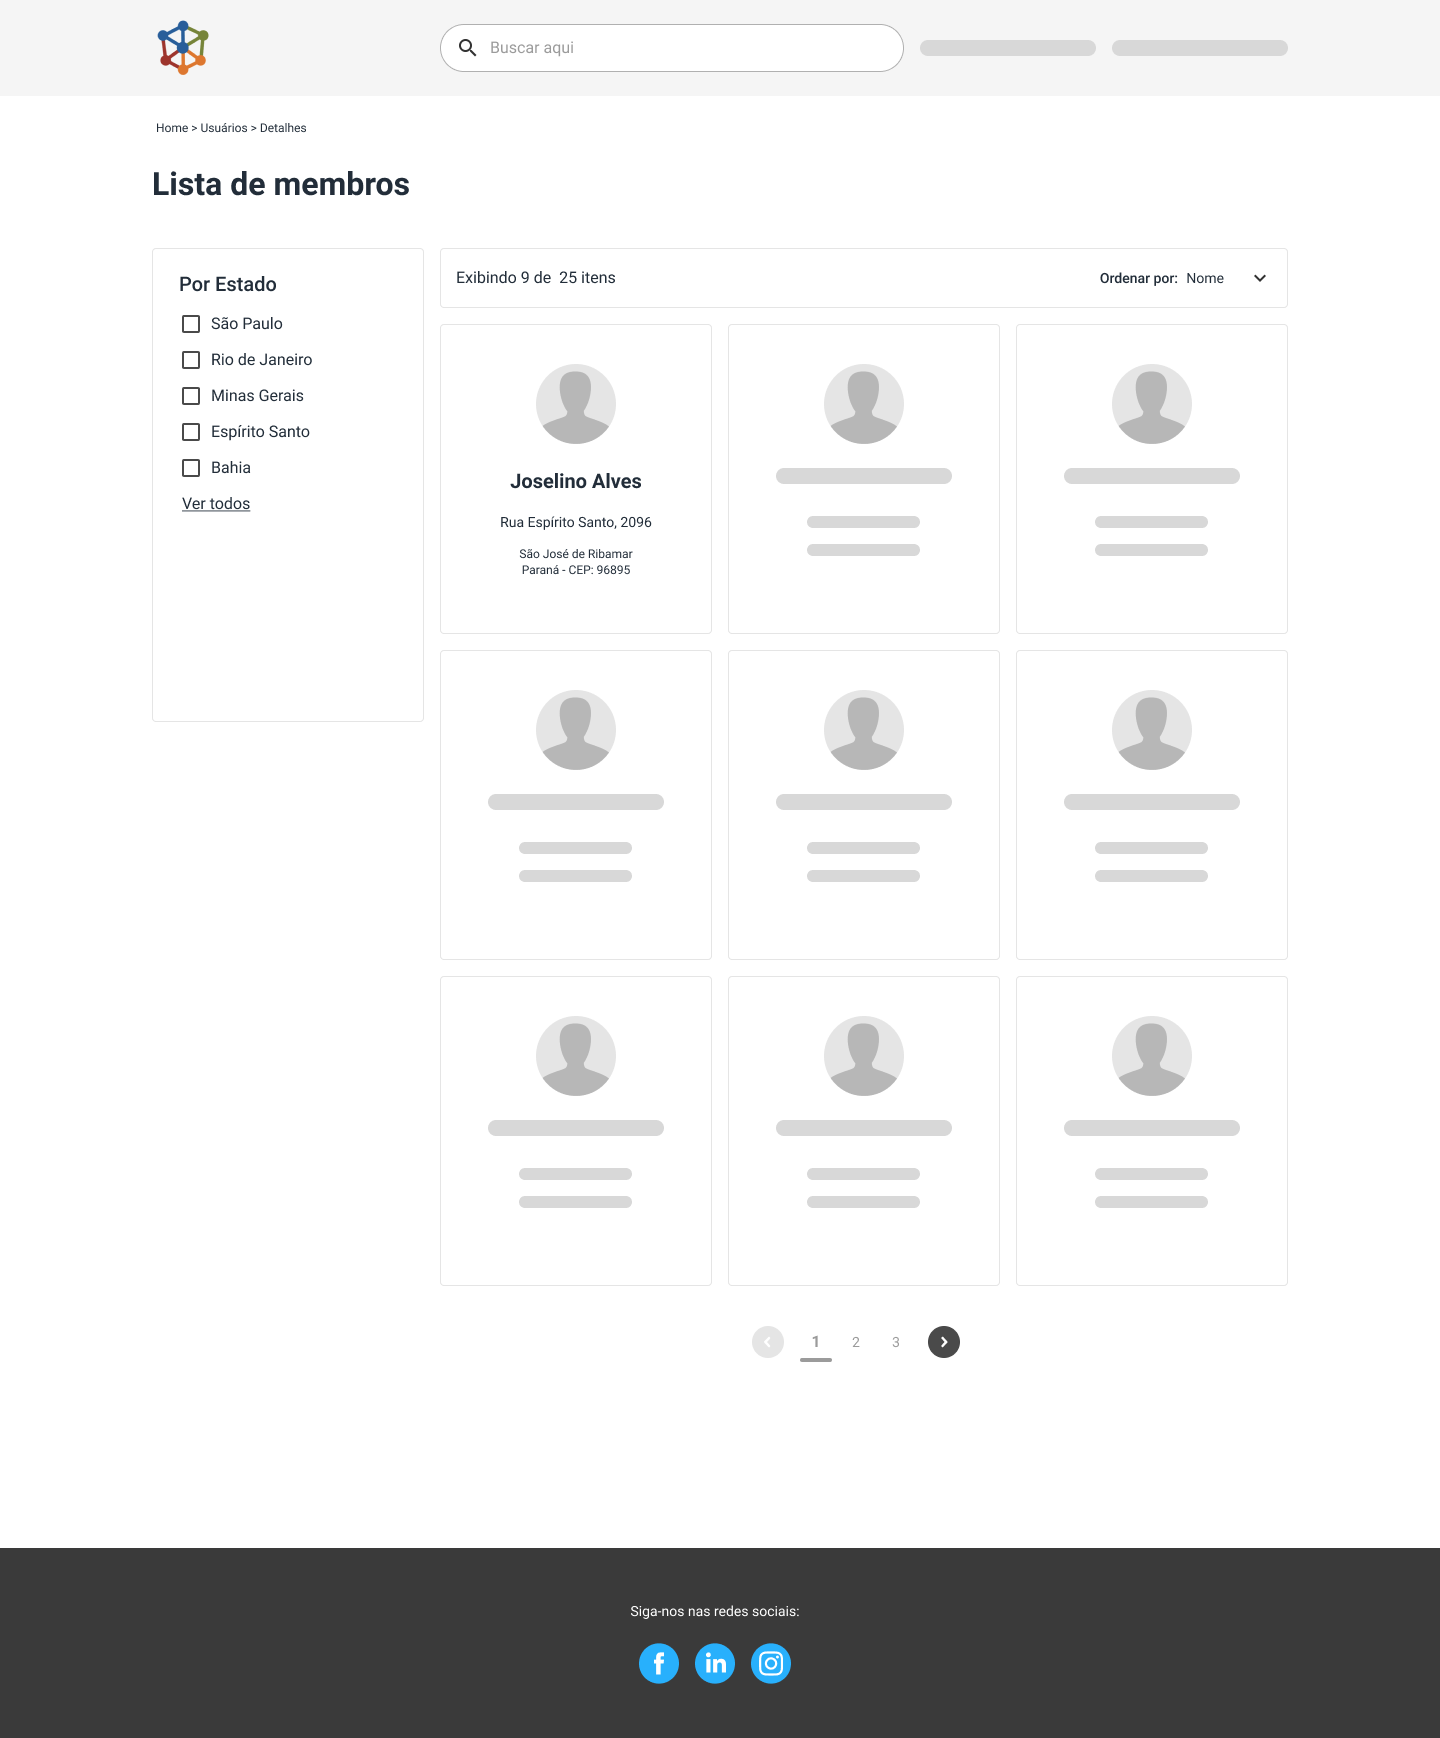 Buscar aqui
Home > Usuários > Detalhes
Lista de membros
Por Estado
São Paulo
Rio de Janeiro
Minas Gerais
Espírito Santo
Bahia
Ver todos
Exibindo 9 de  25 itens
Ordenar por: Nome
Joselino Alves
Rua Espírito Santo, 2096
São José de Ribamar
Paraná - CEP: 96895
1 2 3
Siga-nos nas redes sociais: